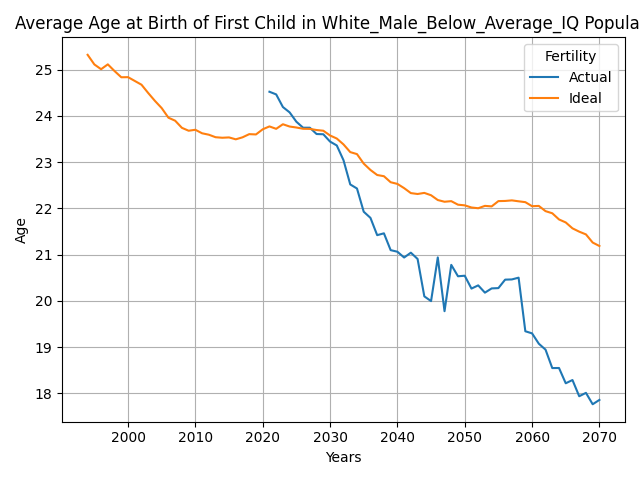 Average Age at Birth of First Child in White_Male_Below_Average_IQ Popula
Fertility
Actual
Ideal
Age
25
24
23
22
21
20
19
18
2000 2010 2020 2030 2040 2050 2060 2070
Years